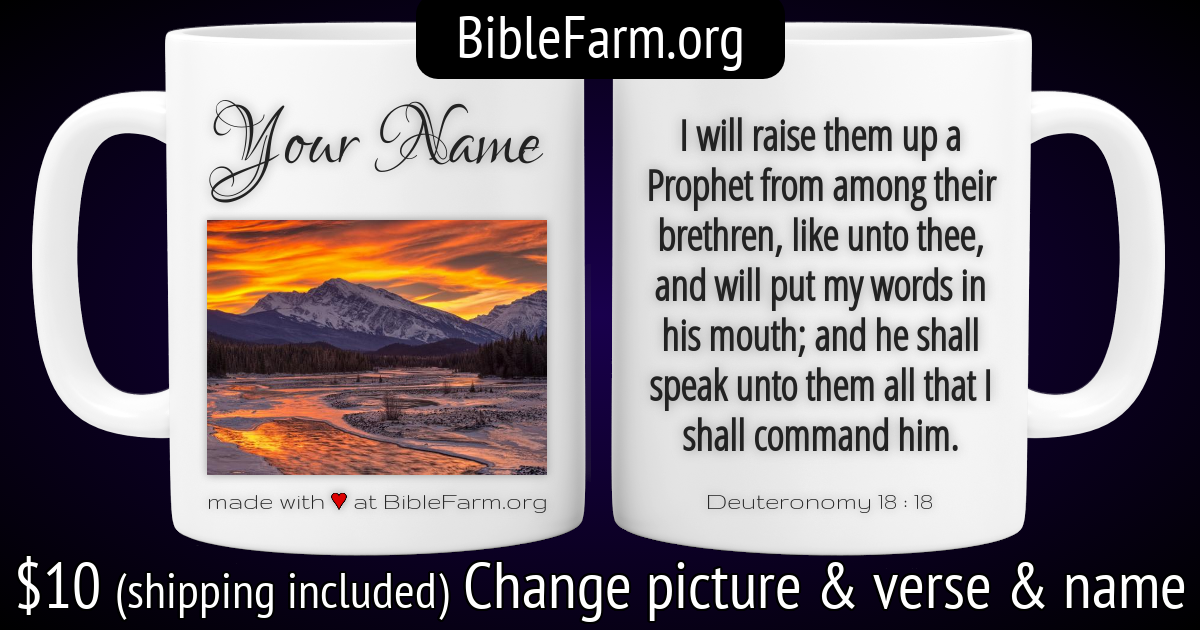 BibleFarm.org
Your Name
made with ♥ at BibleFarm.org
I will raise them up a
Prophet from among their
brethren, like unto thee,
and will put my words in
his mouth; and he shall
speak unto them all that I
shall command him.
Deuteronomy 18 : 18
$10 (shipping included) Change picture & verse & name